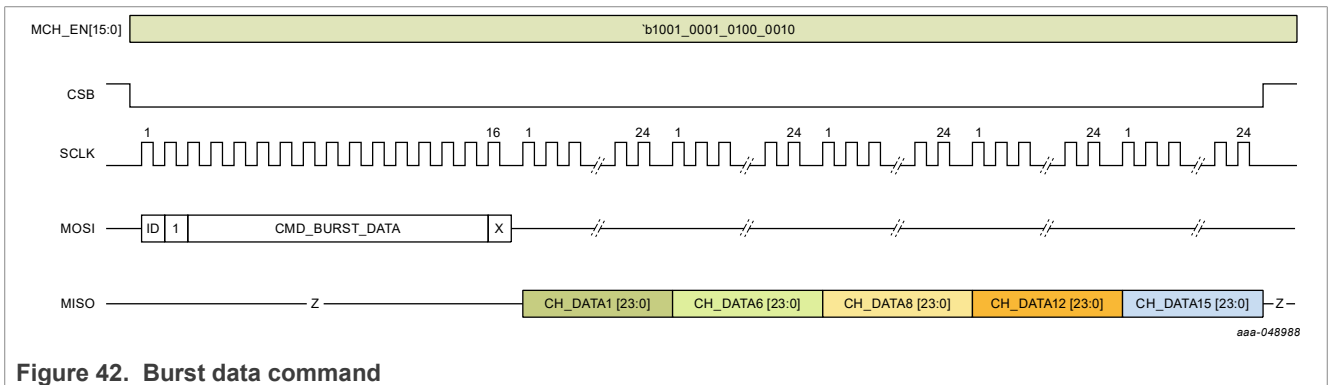 MCH_EN[15:0] `b1001_0001_0100_0010
CSB
1 16 1 24 1 24 1 24 1 24 1 24
SCLK
MOSI ID 1 CMD_BURST_DATA X
MISO Z CH_DATA1 [23:0] CH_DATA6 [23:0] CH_DATA8 [23:0] CH_DATA12 [23:0] CH_DATA15 [23:0] Z
aaa-048988
Figure 42. Burst data command